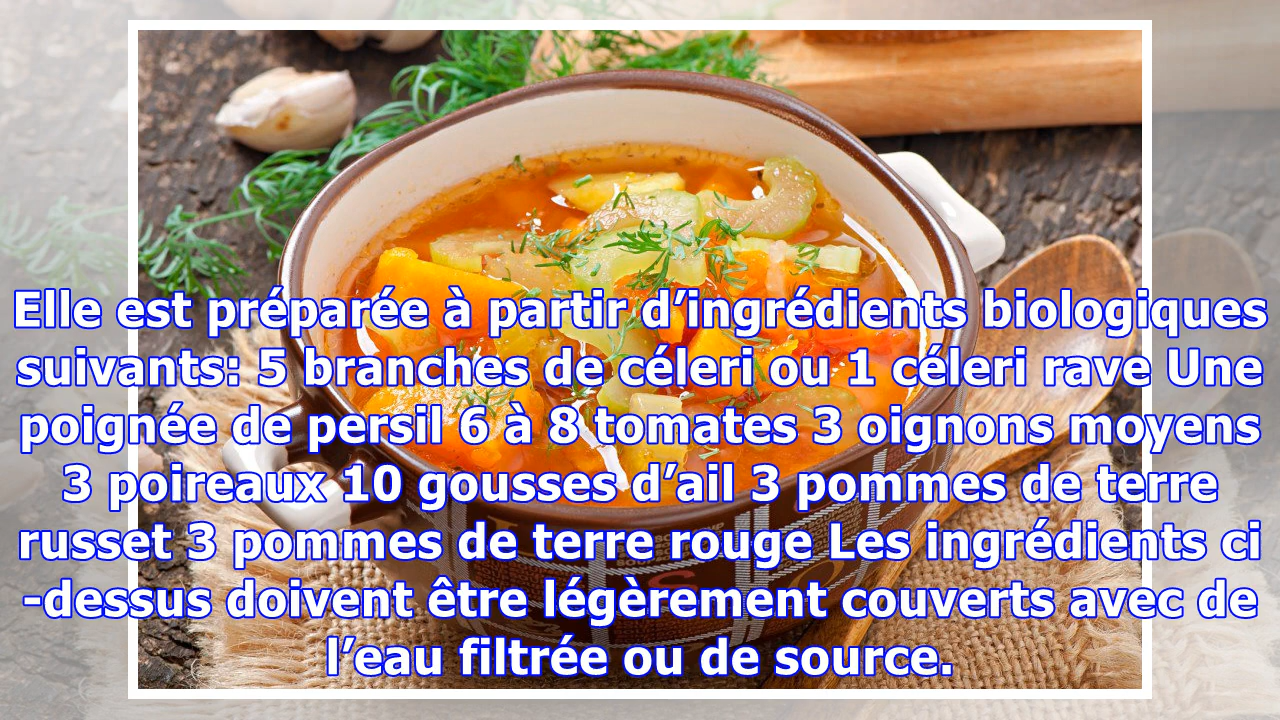 Elle est préparée à partir d’ingrédients biologiques
suivants: 5 branches de céleri ou 1 céleri rave Une
poignée de persil 6 à 8 tomates 3 oignons moyens
3 poireaux 10 gousses d’ail 3 pommes de terre
russet 3 pommes de terre rouge Les ingrédients ci
-dessus doivent être légèrement couverts avec de
l’eau filtrée ou de source.